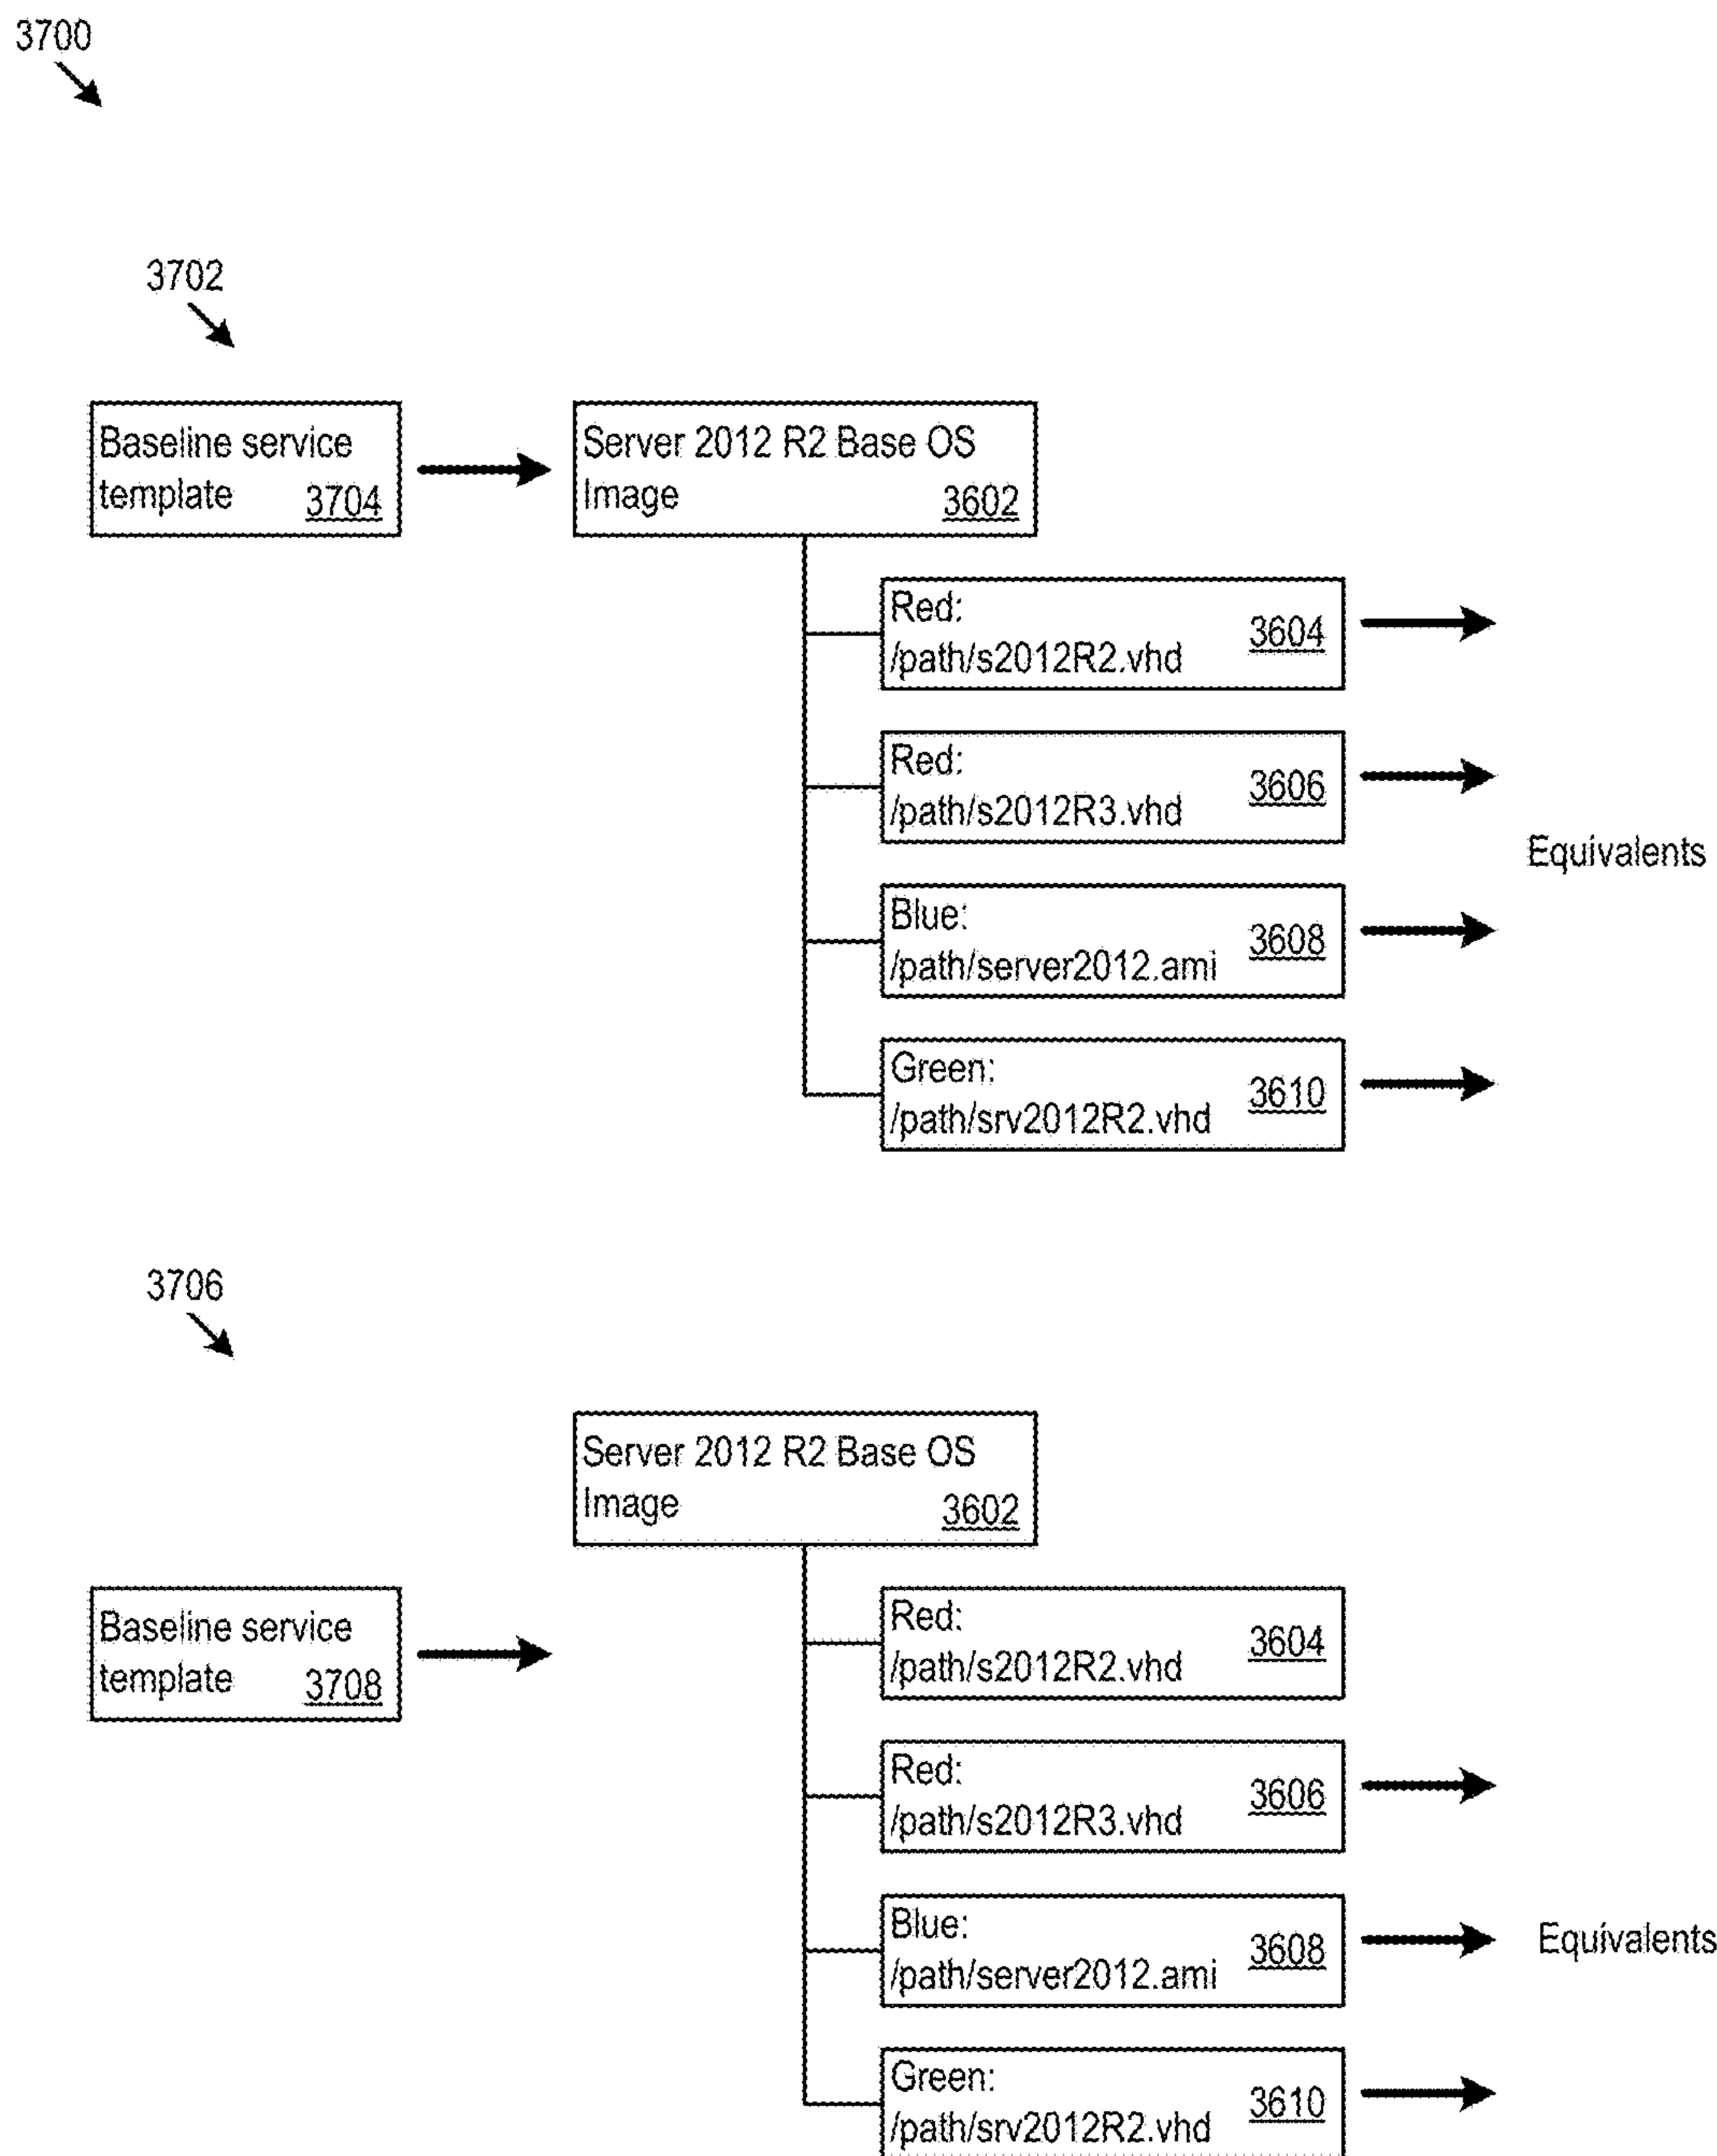 3700
3702
Baseline service
template 3704
Server 2012 R2 Base OS
Image 3602
Red:
/path/s2012R2.vhd 3604
Red:
/path/s2012R3.vhd 3606
Equivalents
Blue:
/path/server2012.ami 3608
Green:
/path/srv2012R2.vhd 3610
3706
Server 2012 R2 Base OS
Image 3602
Baseline service
template 3708
Red:
/path/s2012R2.vhd 3604
Red:
/path/s2012R3.vhd 3606
Blue:
/path/server2012.ami 3608
Equivalents
Green:
/path/srv2012R2.vhd 3610